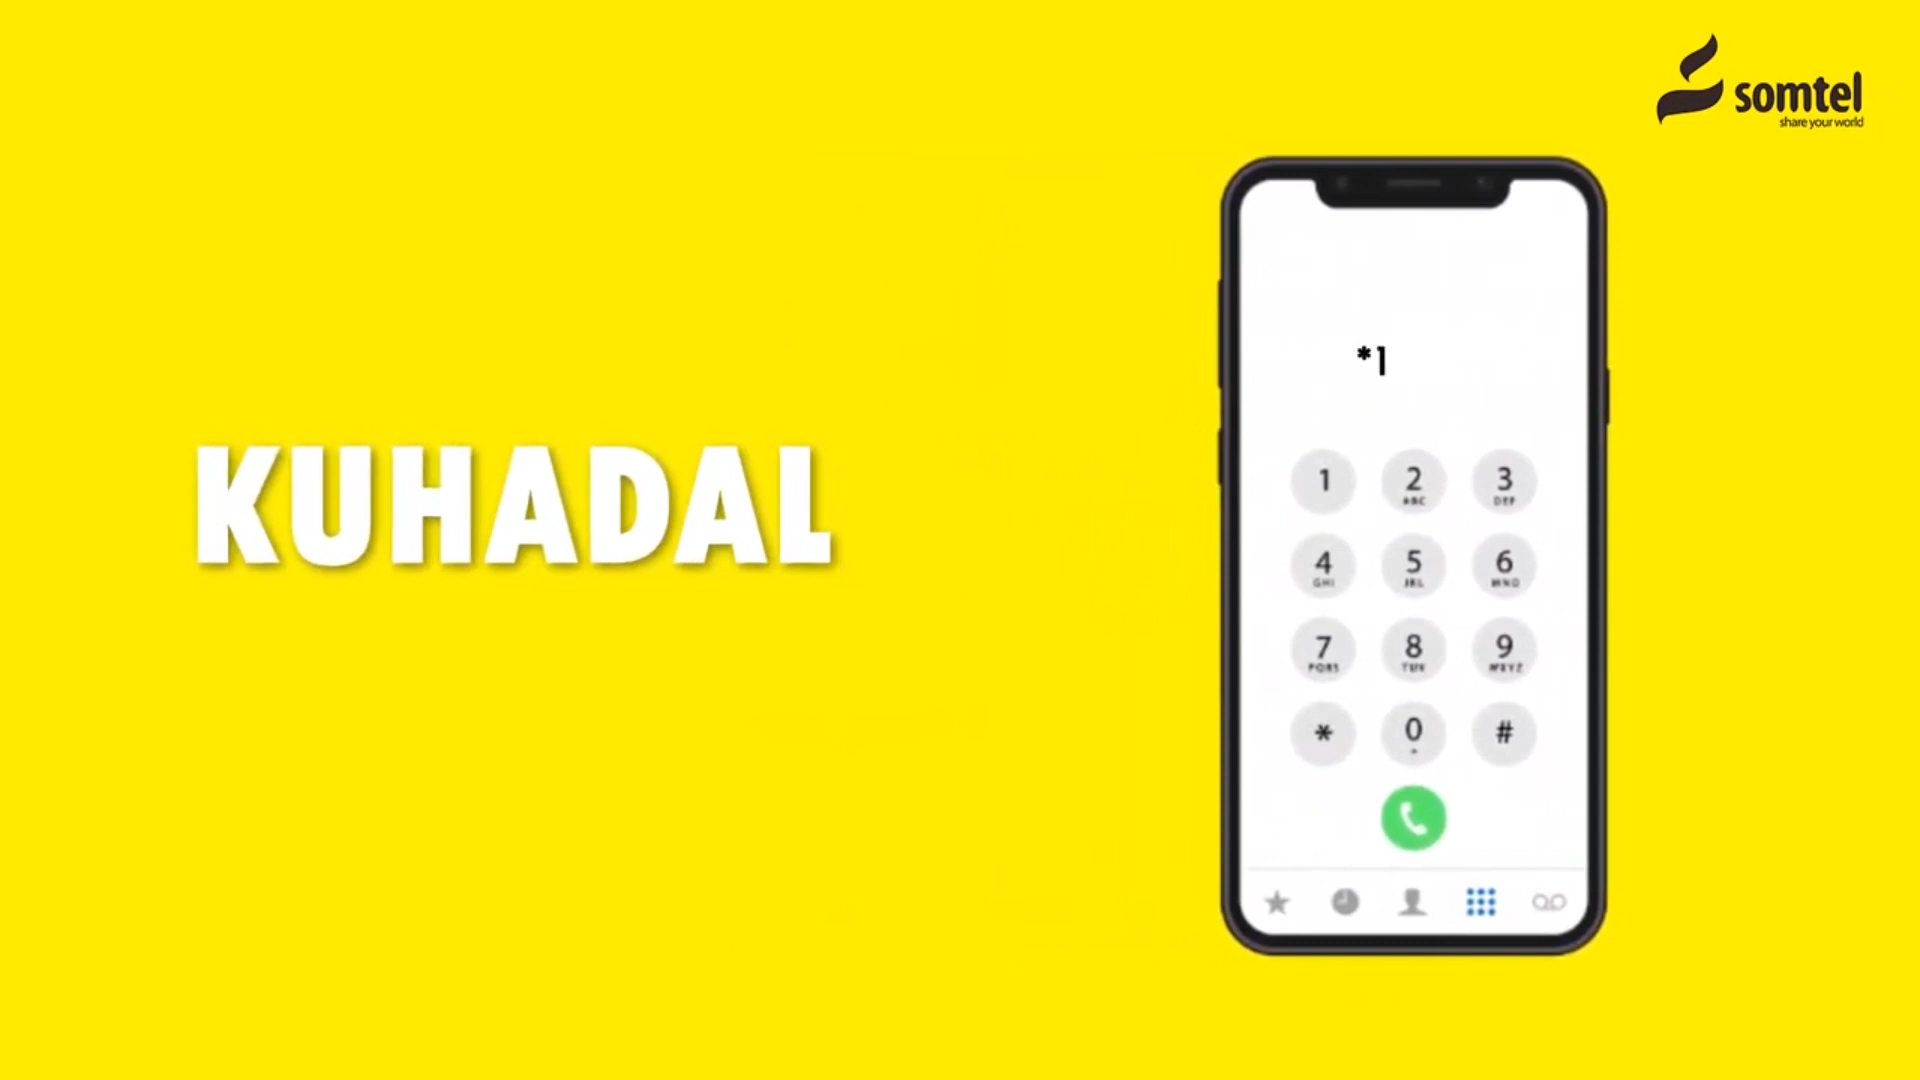 somtel
share your world
*1
KUHADAL
1 2 3
ABC DEF
4 5 6
GHI JKL MNO
7 8 9
PQRS TUV WXYZ
* 0 #